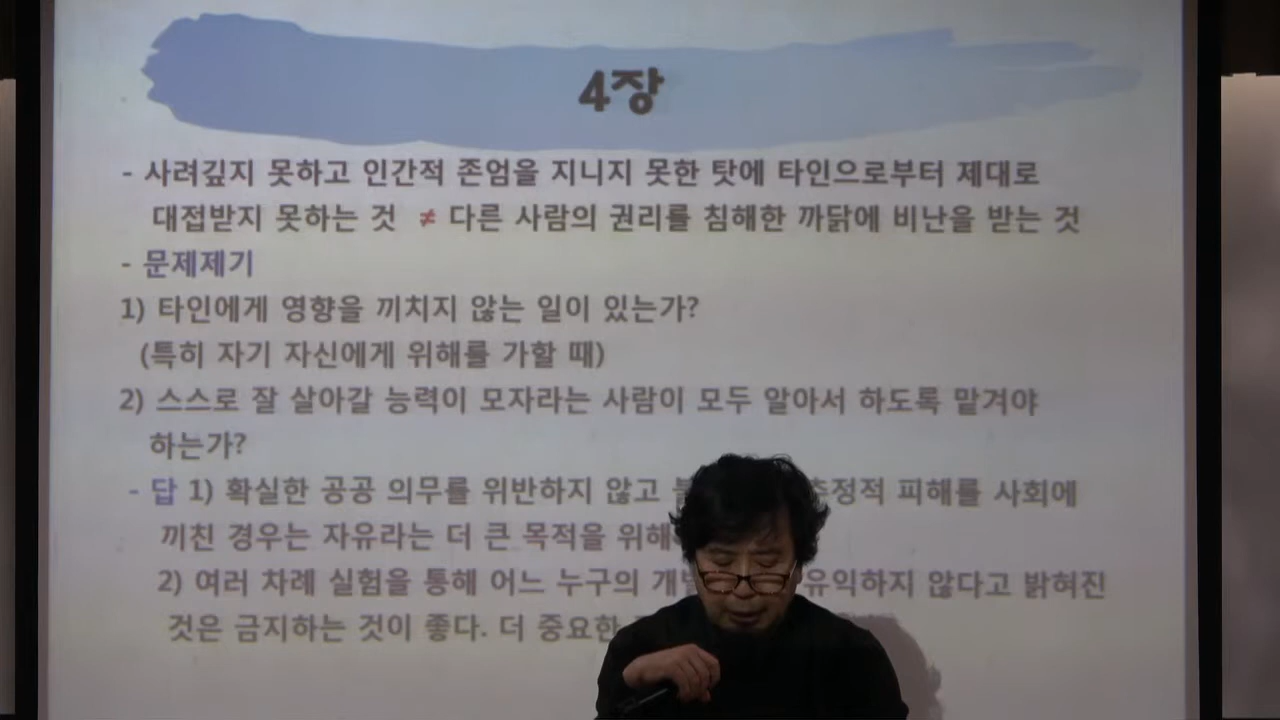 4장
- 사려깊지 못하고 인간적 존엄을 지니지 못한 탓에 타인으로부터 제대로
대접받지 못하는 것 ≠ 다른 사람의 권리를 침해한 까닭에 비난을 받는 것
- 문제제기
1) 타인에게 영향을 끼치지 않는 일이 있는가?
(특히 자기 자신에게 위해를 가할 때)
2) 스스로 잘 살아갈 능력이 모자라는 사람이 모두 알아서 하도록 맡겨야
하는가?
- 답 1) 확실한 공공 의무를 위반하지 않고 피해를 사회에
끼친 경우는 자유라는 더 큰 목적을 위해
2) 여러 차례 실험을 통해 어느 누구의 유익하지 않다고 밝혀진
것은 금지하는 것이 좋다. 더 중요한